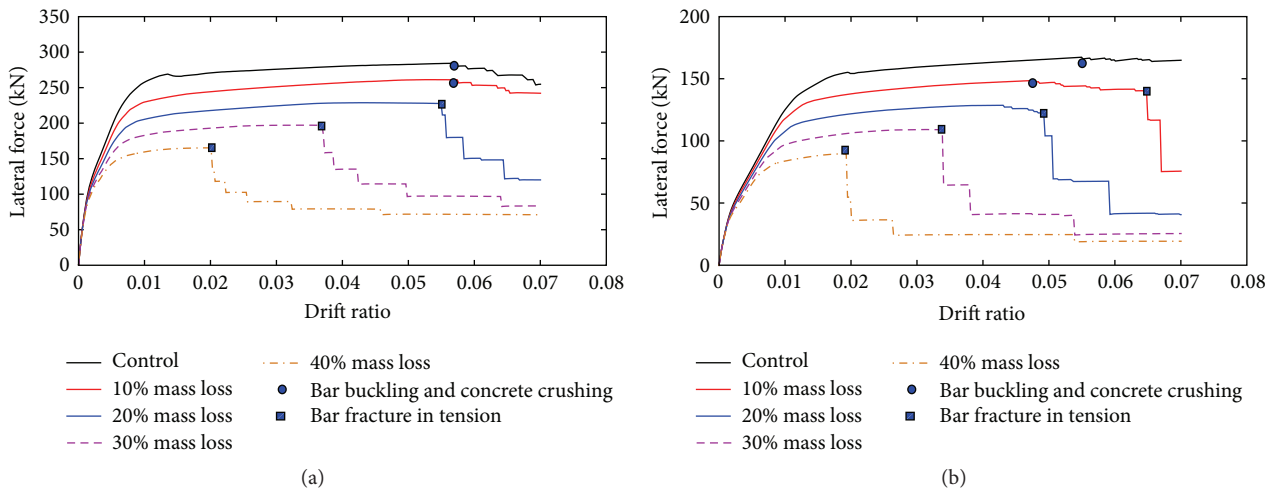 350
300
250
200
150
100
50
0
Lateral force (kN)
0
0.01
0.02
0.03
0.04
0.05
0.06
0.07
0.08
Drift ratio
Control
10% mass loss
20% mass loss
30% mass loss
40% mass loss
Bar buckling and concrete crushing
Bar fracture in tension
(a)
200
150
100
50
0
Lateral force (kN)
0
0.01
0.02
0.03
0.04
0.05
0.06
0.07
0.08
Drift ratio
Control
10% mass loss
20% mass loss
30% mass loss
40% mass loss
Bar buckling and concrete crushing
Bar fracture in tension
(b)